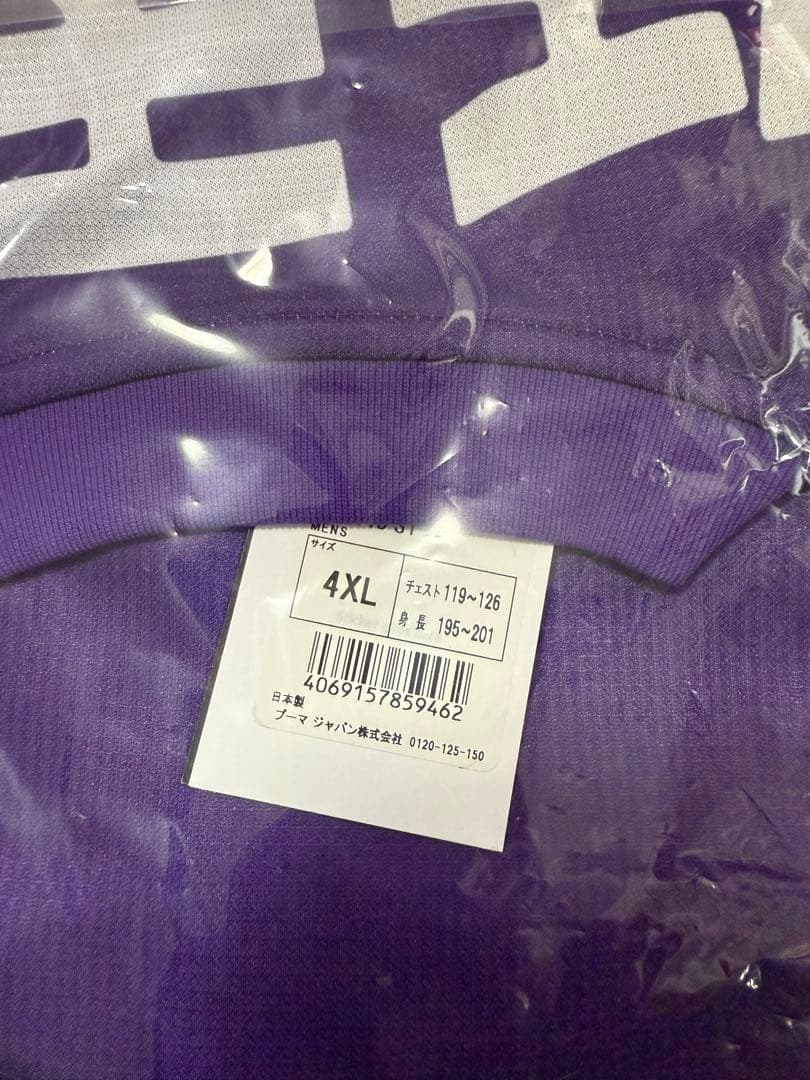 MENS
サイズ
4XL
チェスト 119~126
身 長 195~201
4069157859462
日本製
プーマ ジャパン株式会社 0120-125-150